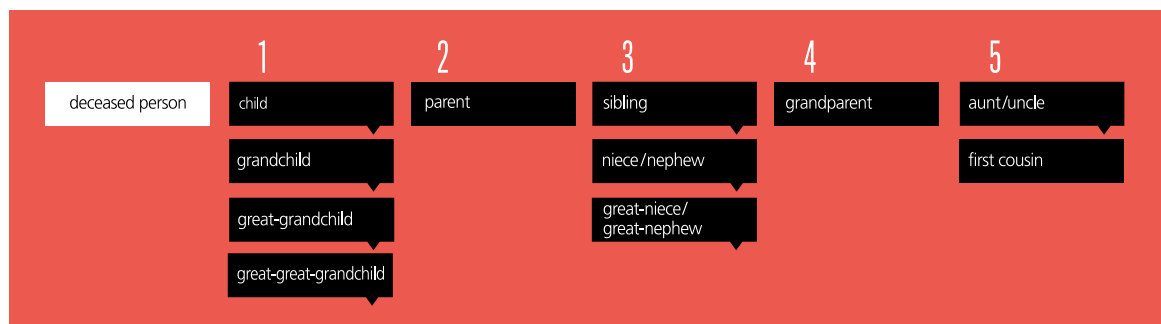 1 2 3 4 5
deceased person child parent sibling grandparent aunt/uncle
grandchild niece/nephew first cousin
great-grandchild great-niece/
great-nephew
great-great-grandchild